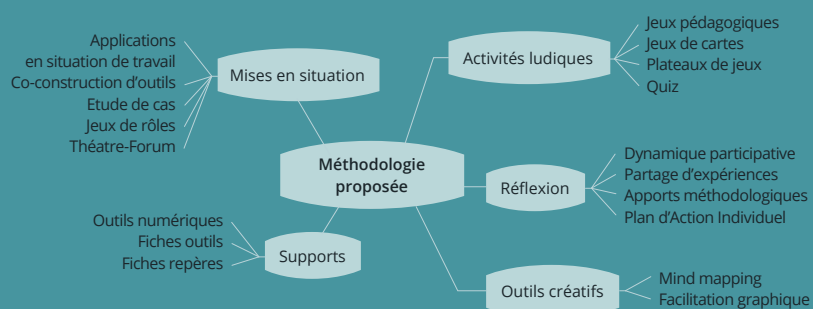 Méthodologie
proposée
Mises en situation
Applications
en situation de travail
Co-construction d'outils
Etude de cas
Jeux de rôles
Théatre-Forum
Activités ludiques
Jeux pédagogiques
Jeux de cartes
Plateaux de jeux
Quiz
Réflexion
Dynamique participative
Partage d'expériences
Apports méthodologiques
Plan d'Action Individuel
Supports
Outils numériques
Fiches outils
Fiches repères
Outils créatifs
Mind mapping
Facilitation graphique